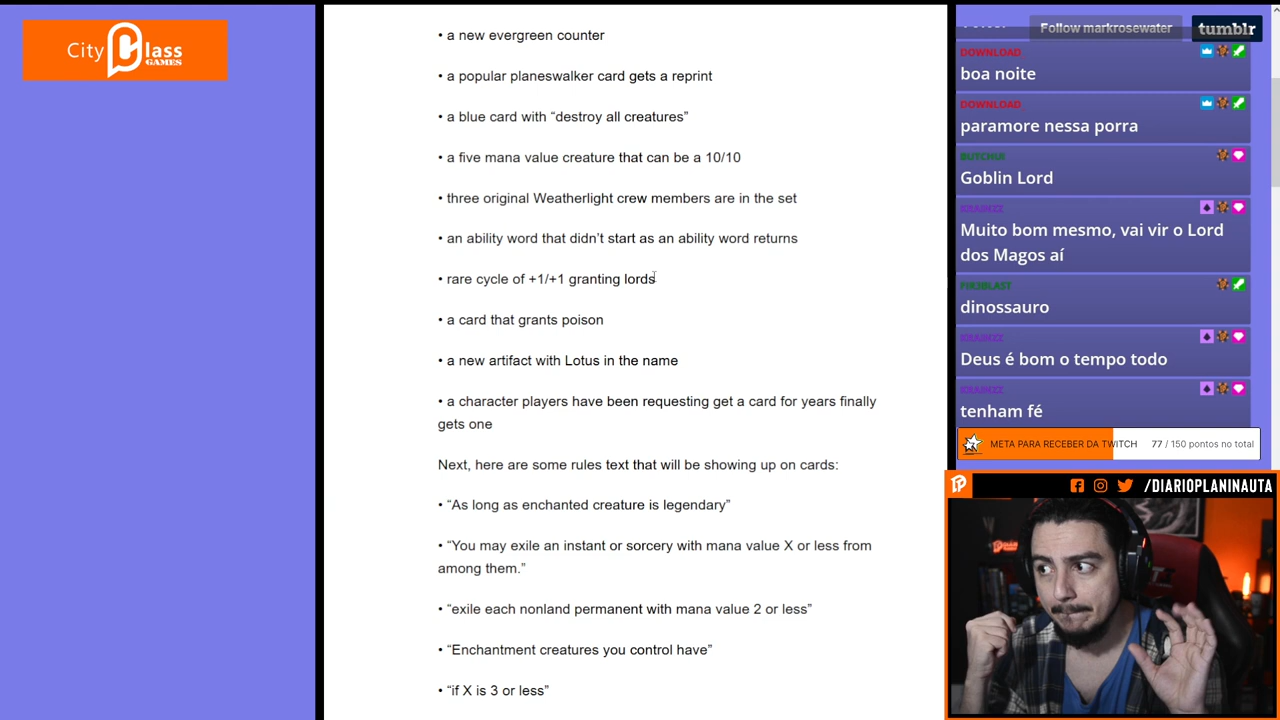 City Class
GAMES
• a new evergreen counter
• a popular planeswalker card gets a reprint
• a blue card with “destroy all creatures”
• a five mana value creature that can be a 10/10
• three original Weatherlight crew members are in the set
• an ability word that didn’t start as an ability word returns
• rare cycle of +1/+1 granting lords
• a card that grants poison
• a new artifact with Lotus in the name
• a character players have been requesting get a card for years finally
gets one
Next, here are some rules text that will be showing up on cards:
• “As long as enchanted creature is legendary”
• “You may exile an instant or sorcery with mana value X or less from
among them.”
• “exile each nonland permanent with mana value 2 or less”
• “Enchantment creatures you control have”
• “if X is 3 or less”
Follow markrosewater
tumblr
DOWNLOAD
boa noite
DOWNLOAD
paramore nessa porra
Goblin Lord
Muito bom mesmo, vai vir o Lord
dos Magos aí
dinossauro
Deus é bom o tempo todo
tenham fé
META PARA RECEBER DA TWITCH 77 / 150 pontos no total
/DIARIOPLANINAUTA